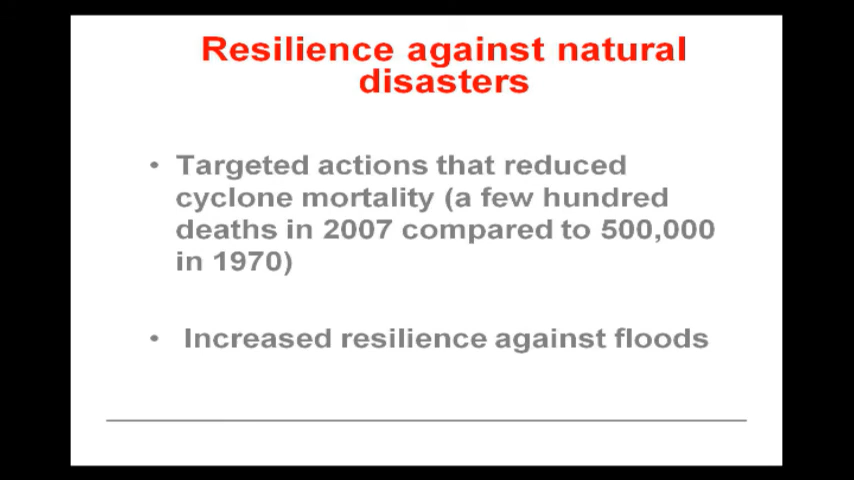 Resilience against natural
disasters
• Targeted actions that reduced
cyclone mortality (a few hundred
deaths in 2007 compared to 500,000
in 1970)
• Increased resilience against floods